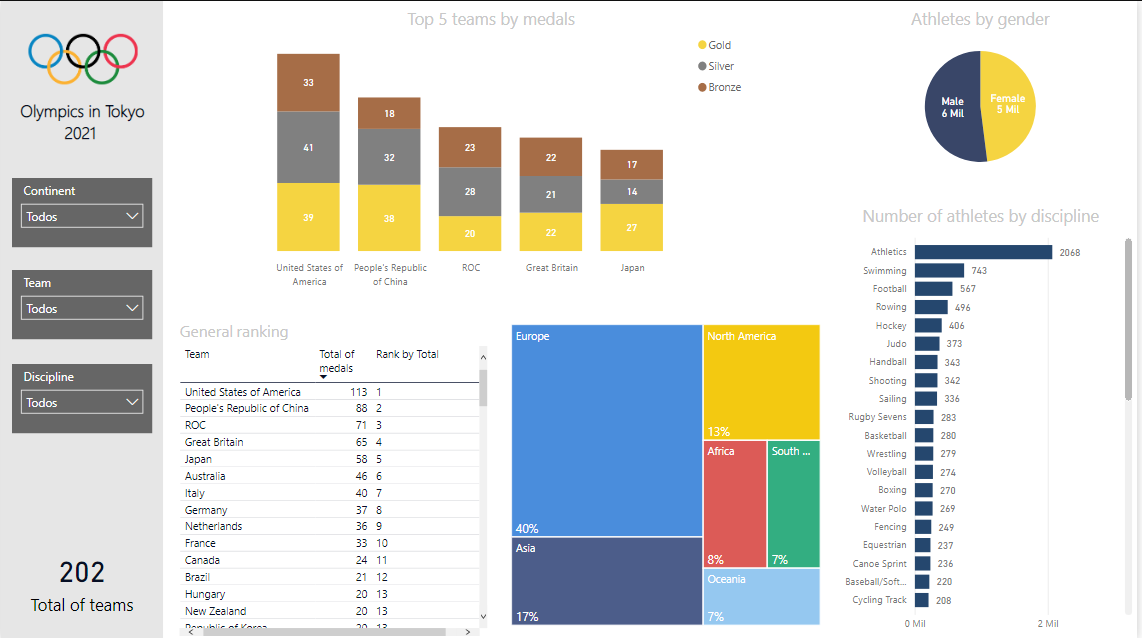 Olympics in Tokyo
2021
Continent
Todos
Team
Todos
Discipline
Todos
202
Total of teams
Top 5 teams by medals
Gold
Silver
Bronze
33
41
39
18
32
38
23
28
20
22
21
22
17
14
27
United States of
America
People's Republic
of China
ROC
Great Britain
Japan
Athletes by gender
Male
6 Mil
Female
5 Mil
General ranking
Team Total of medals Rank by Total
United States of America 113 1
People's Republic of China 88 2
ROC 71 3
Great Britain 65 4
Japan 58 5
Australia 46 6
Italy 40 7
Germany 37 8
Netherlands 36 9
France 33 10
Canada 24 11
Brazil 21 12
Hungary 20 13
New Zealand 20 13
Republic of Korea 20 13
Europe
40%
Asia
17%
North America
13%
Africa
8%
South ...
7%
Oceania
7%
Number of athletes by discipline
Athletics 2068
Swimming 743
Football 567
Rowing 496
Hockey 406
Judo 373
Handball 343
Shooting 342
Sailing 336
Rugby Sevens 283
Basketball 280
Wrestling 279
Volleyball 274
Boxing 270
Water Polo 269
Fencing 249
Equestrian 237
Canoe Sprint 236
Baseball/Soft... 220
Cycling Track 208
0 Mil 2 Mil